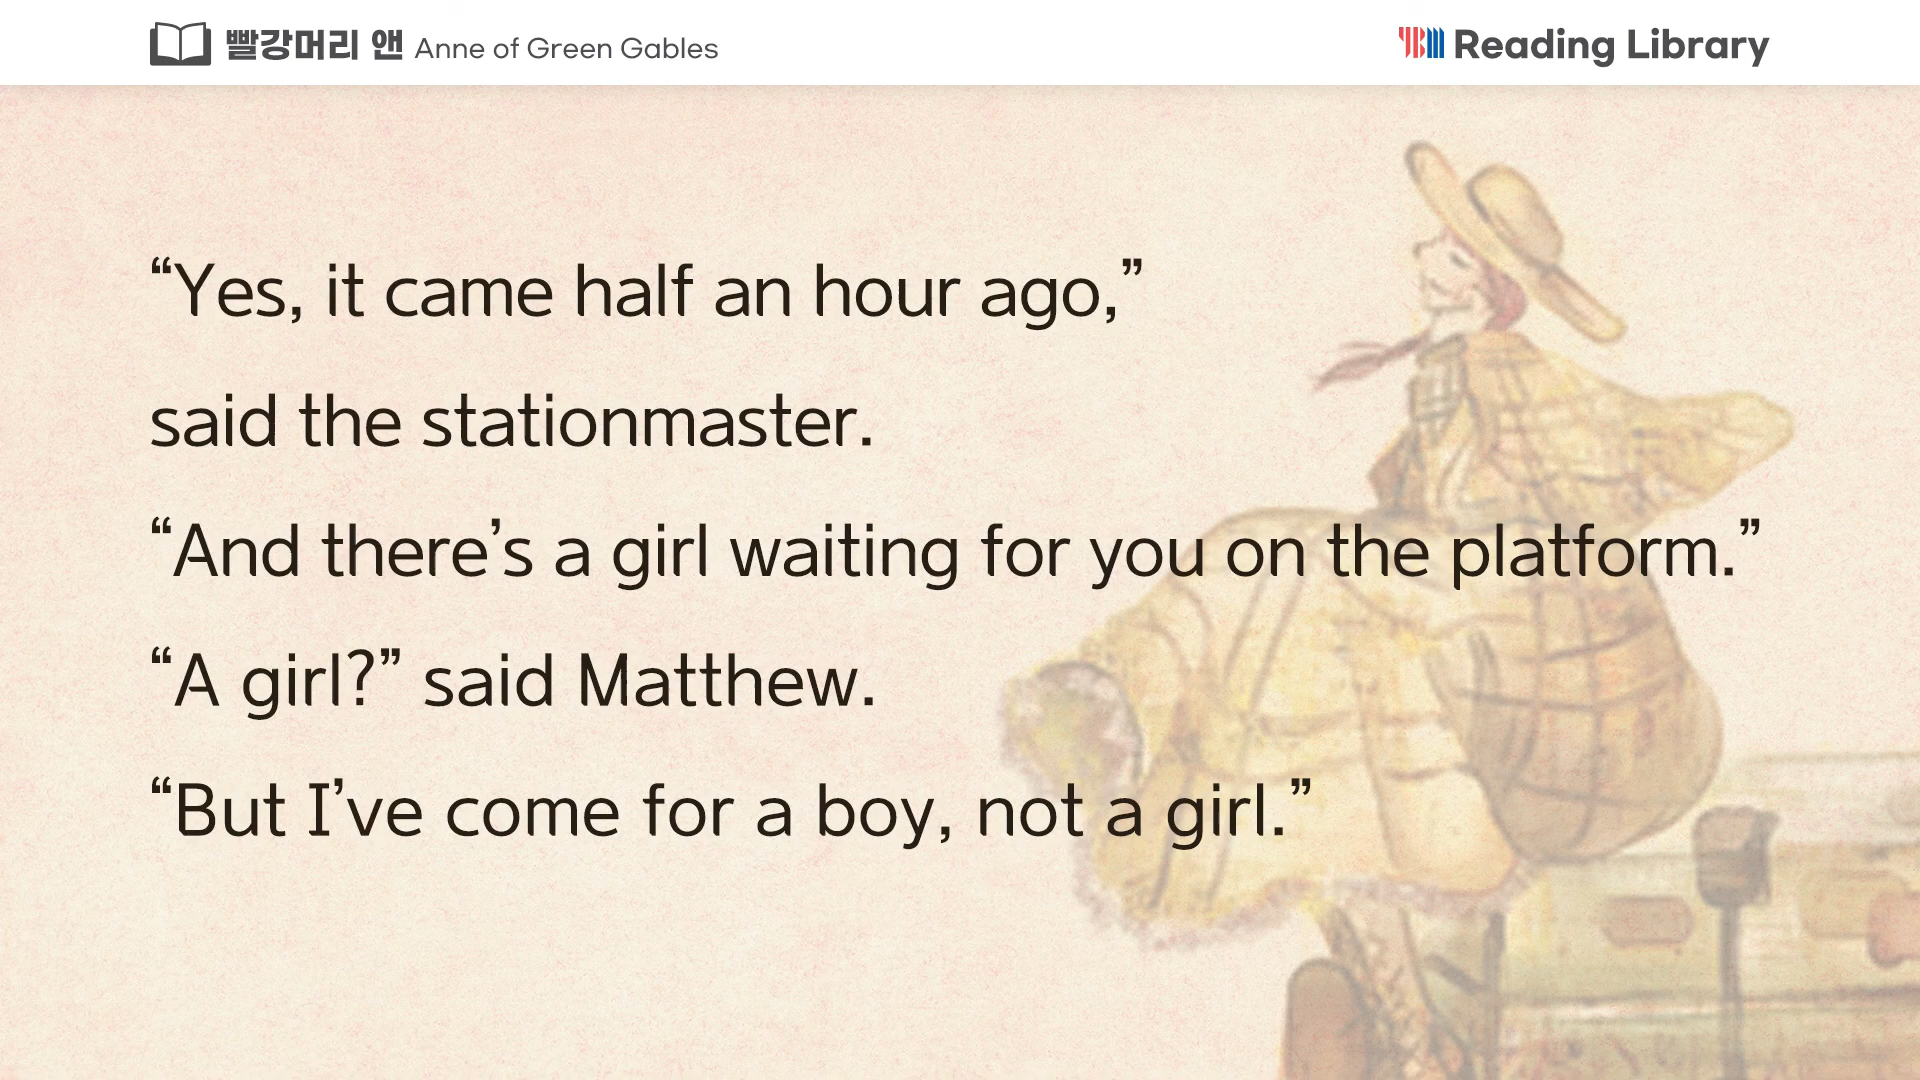 빨강머리 앤 Anne of Green Gables
YBM Reading Library
“Yes, it came half an hour ago,”
said the stationmaster.
“And there’s a girl waiting for you on the platform.”
“A girl?” said Matthew.
“But I’ve come for a boy, not a girl.”